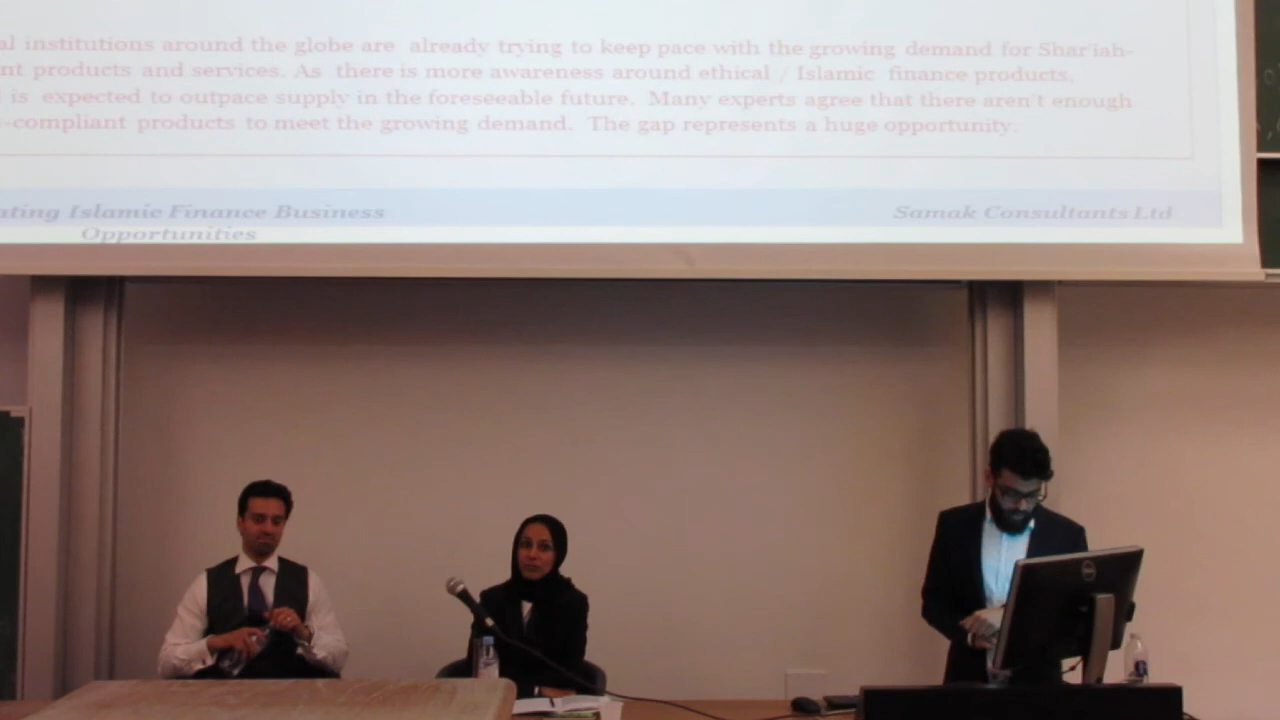 al institutions around the globe are already trying to keep pace with the growing demand for Shar'iah-
nt products and services. As there is more awareness around ethical / Islamic finance products,
is expected to outpace supply in the foreseeable future. Many experts agree that there aren't enough
-compliant products to meet the growing demand. The gap represents a huge opportunity.
ating Islamic Finance Business
Opportunities
Samak Consultants Ltd
DELL